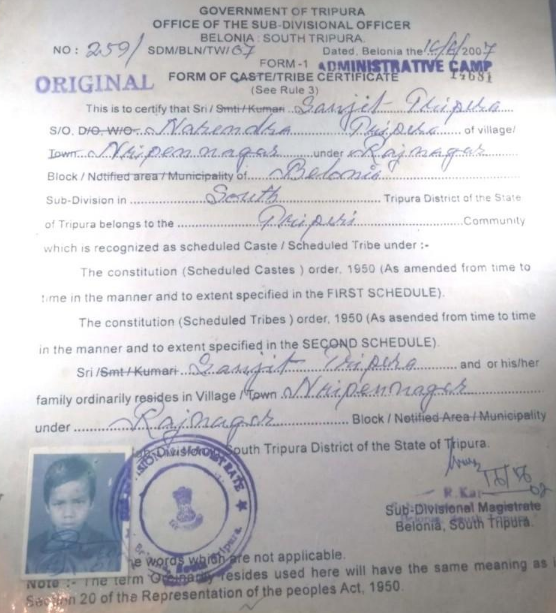 GOVERNMENT OF TRIPURA
OFFICE OF THE SUB-DIVISIONAL OFFICER
BELONIA : SOUTH TRIPURA.
NO : 259/ SDM/BLN/TW/07 Dated, Belonia the 2007
FORM-1 ADMINISTRATIVE CAMP
ORIGINAL FORM OF CASTE/TRIBE CERTIFICATE 14681
(See Rule 3)
This is to certify that Sri / Smti / Kumari Sanjit Tripura
S/O, D/O, W/O Narendra Tripura of village/
Town Nripennagar under Rajnagar
Block / Notified area / Municipality of Belonia
Sub-Division in South Tripura District of the State
of Tripura belongs to the Tripuri Community
which is recognized as scheduled Caste / Scheduled Tribe under :-
The constitution (Scheduled Castes ) order, 1950 (As amended from time to
time in the manner and to extent specified in the FIRST SCHEDULE).
The constitution (Scheduled Tribes ) order, 1950 (As asended from time to time
in the manner and to extent specified in the SECOND SCHEDULE).
Sri /Smt / Kumari Sanjit Tripura and or his/her
family ordinarily resides in Village / Town Nripennagar
under Rajnagar Block / Notified Area / Municipality
Sub-Division of South Tripura District of the State of Tripura.
R. Kar
Sub-Divisional Magistrate
Belonia, South Tripura.
the words which are not applicable.
Note :- The term Ordinarily resides used here will have the same meaning as
Section 20 of the Representation of the peoples Act, 1950.